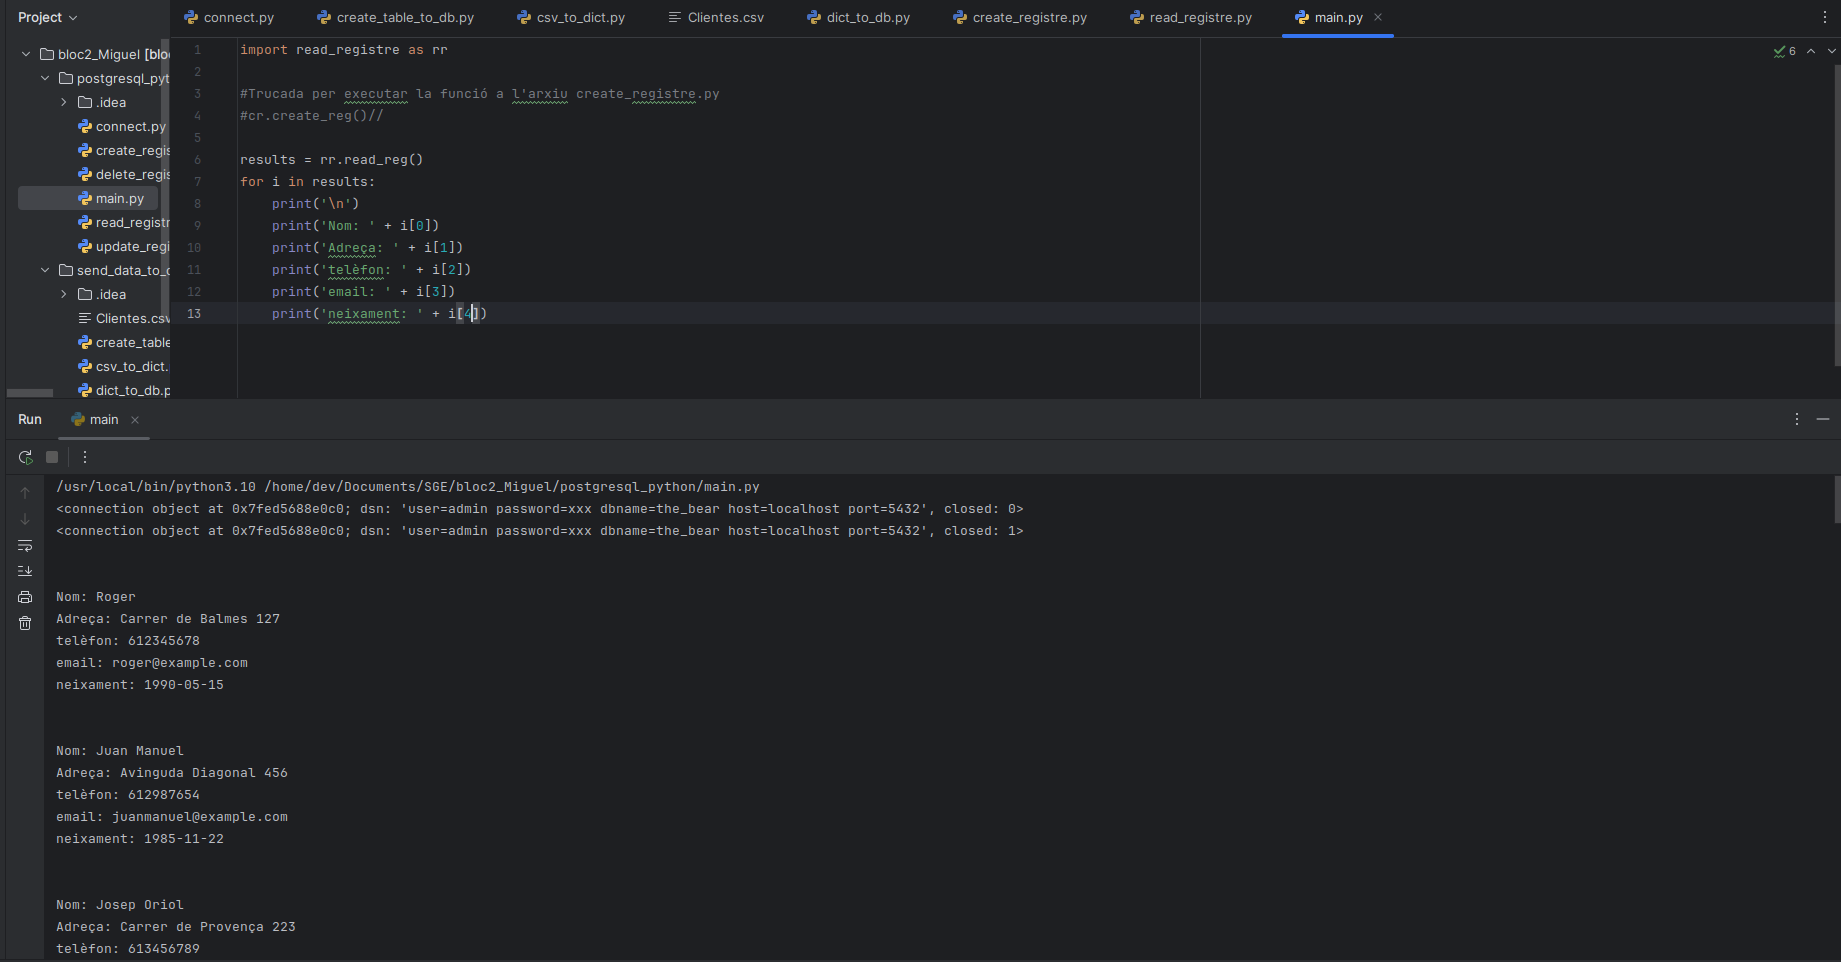 Project
connect.py
create_table_to_db.py
csv_to_dict.py
Clientes.csv
dict_to_db.py
create_registre.py
read_registre.py
main.py
bloc2_Miguel [blo
postgresql_pyt
.idea
connect.py
create_regis
delete_regis
main.py
read_registr
update_regi
send_data_to_d
.idea
Clientes.csv
create_table
csv_to_dict.
dict_to_db.p
6
1 import read_registre as rr
2
3 #Trucada per executar la funció a l'arxiu create_registre.py
4 #cr.create_reg()//
5
6 results = rr.read_reg()
7 for i in results:
8 print('\n')
9 print('Nom: ' + i[0])
10 print('Adreça: ' + i[1])
11 print('telèfon: ' + i[2])
12 print('email: ' + i[3])
13 print('neixament: ' + i[4])
Run
main
/usr/local/bin/python3.10 /home/dev/Documents/SGE/bloc2_Miguel/postgresql_python/main.py
<connection object at 0x7fed5688e0c0; dsn: 'user=admin password=xxx dbname=the_bear host=localhost port=5432', closed: 0>
<connection object at 0x7fed5688e0c0; dsn: 'user=admin password=xxx dbname=the_bear host=localhost port=5432', closed: 1>
Nom: Roger
Adreça: Carrer de Balmes 127
telèfon: 612345678
email: roger@example.com
neixament: 1990-05-15
Nom: Juan Manuel
Adreça: Avinguda Diagonal 456
telèfon: 612987654
email: juanmanuel@example.com
neixament: 1985-11-22
Nom: Josep Oriol
Adreça: Carrer de Provença 223
telèfon: 613456789